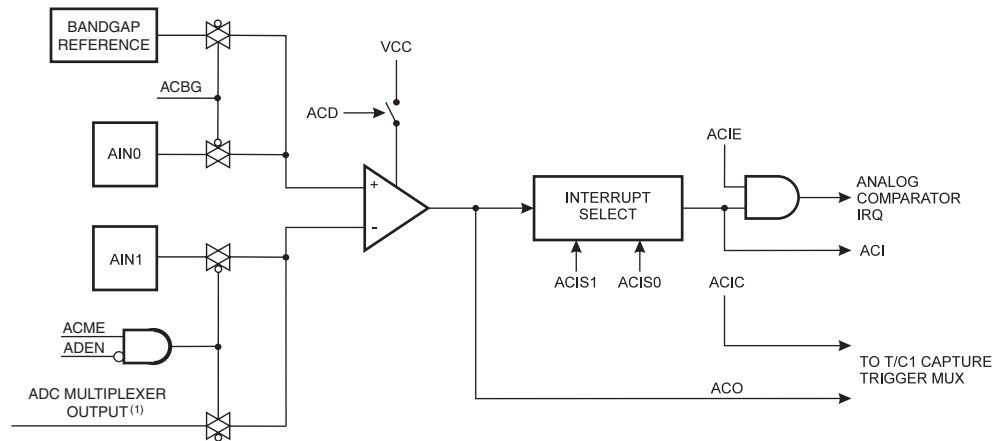 BANDGAP
REFERENCE
VCC
ACBG
ACD
AIN0
ACIE
+
INTERRUPT
SELECT
ANALOG
COMPARATOR
IRQ
-
AIN1
ACI
ACIS1
ACIS0
ACIC
ACME
ADEN
TO T/C1 CAPTURE
TRIGGER MUX
ADC MULTIPLEXER
OUTPUT(1)
ACO